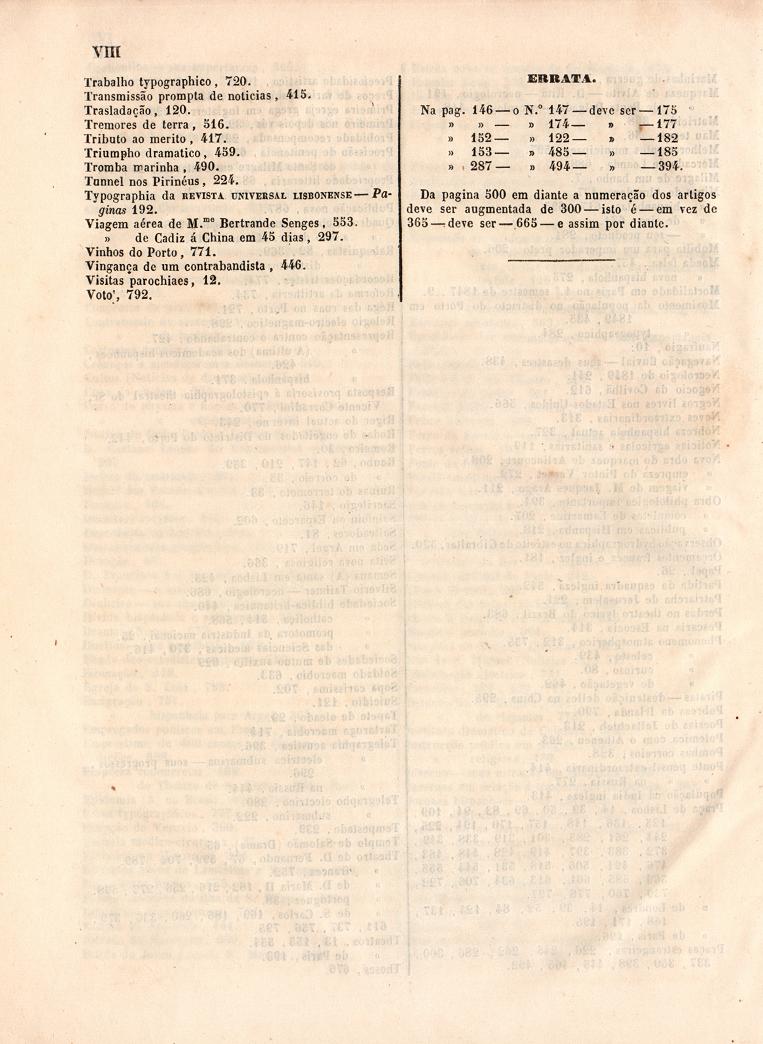 VIII
Trabalho typographico, 720.
Transmissão prompta de noticias, 415.
Trasladação, 120.
Tremores de terra, 516.
Tributo ao merito, 417.
Triumpho dramatico, 459.
Tromba marinha, 490.
Tunnel nos Pirinéus, 224.
Typographia da REVISTA UNIVERSAL LISBONENSE — Pa-
ginas 192.
Viagem aérea de M.me Bertrande Senges, 553.
» de Cadiz á China em 45 dias, 297.
Vinhos do Porto, 771.
Vingança de um contrabandista, 446.
Visitas parochiaes, 12.
Voto, 792.
ERRATA.
Na pag. 146 — o N.º 147 — deve ser — 175
» » — » 174 — » — 177
» 152 — » 122 — » — 182
» 153 — » 485 — » — 185
» 287 — » 494 — » — 394.
Da pagina 500 em diante a numeração dos artigos
deve ser augmentada de 300 — isto é — em vez de
365 — deve ser — 665 — e assim por diante.